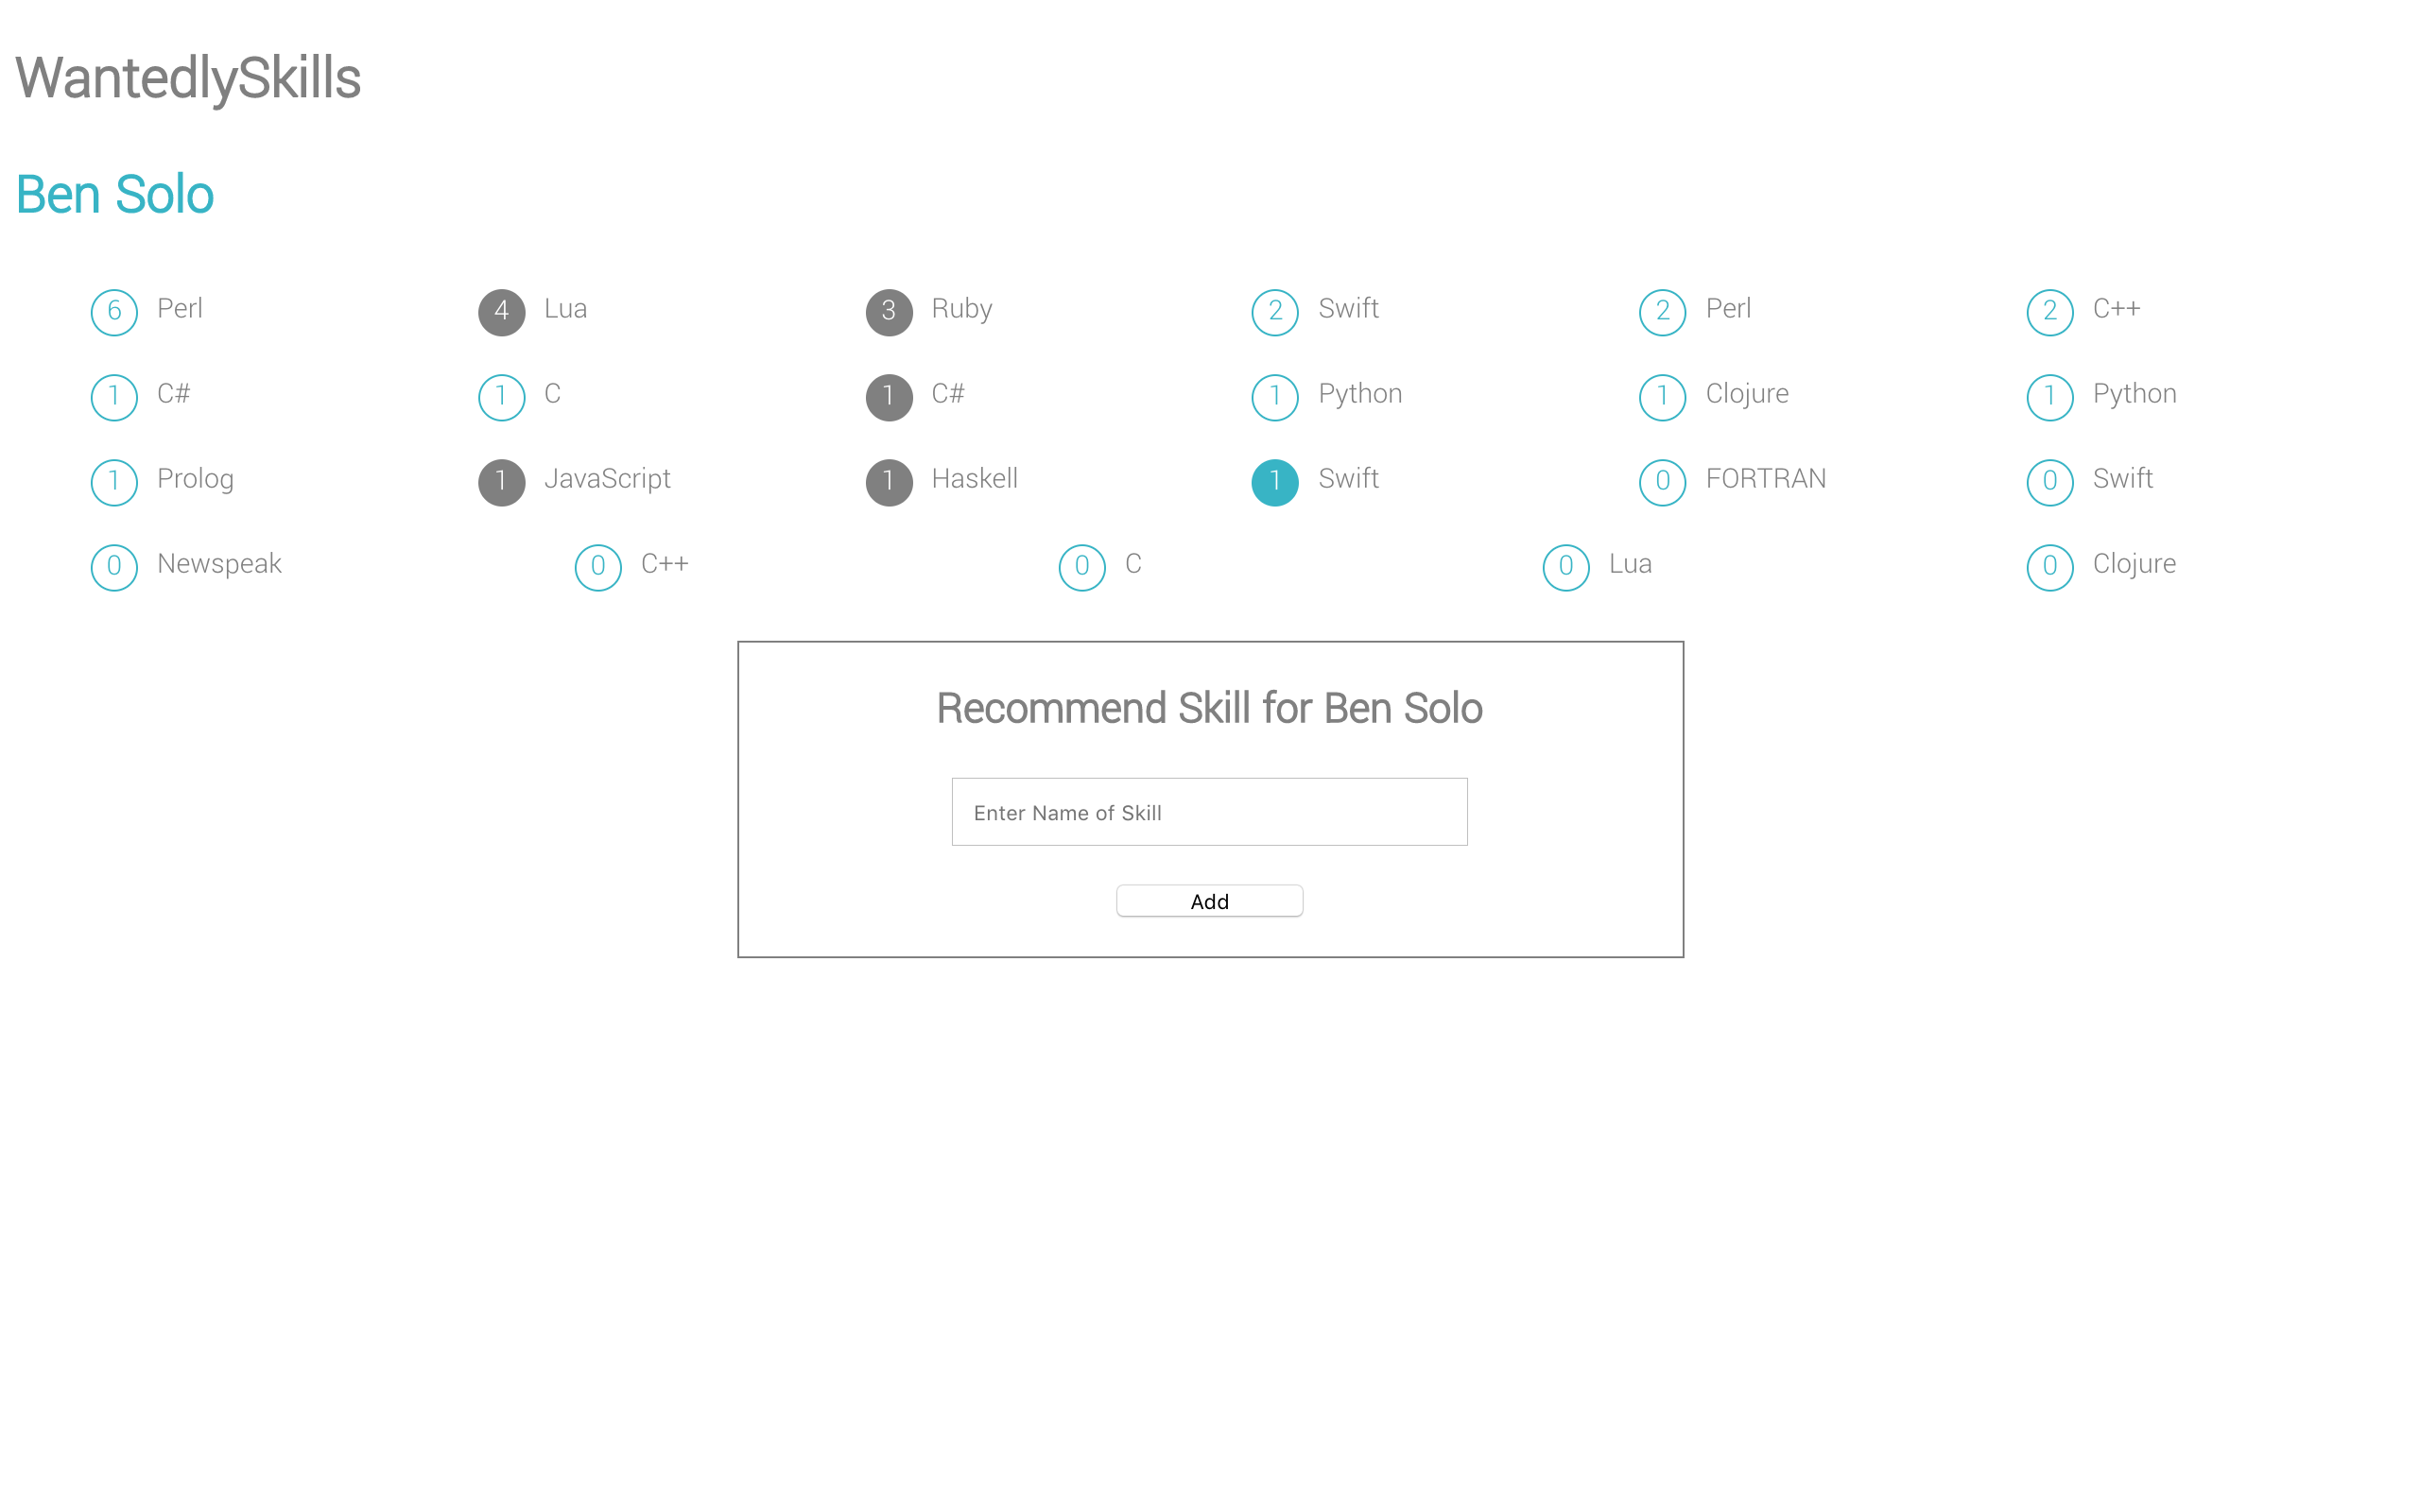 WantedlySkills
Ben Solo
6 Perl 4 Lua 3 Ruby 2 Swift 2 Perl 2 C++
1 C# 1 C 1 C# 1 Python 1 Clojure 1 Python
1 Prolog 1 JavaScript 1 Haskell 1 Swift 0 FORTRAN 0 Swift
0 Newspeak 0 C++ 0 C 0 Lua 0 Clojure
Recommend Skill for Ben Solo
Enter Name of Skill
Add